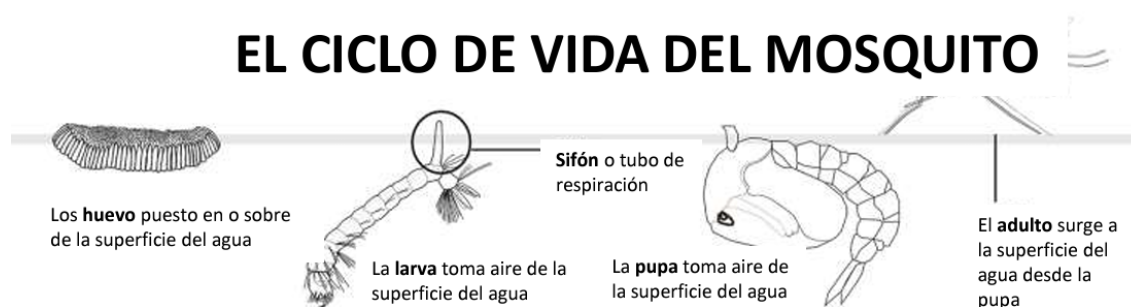 EL CICLO DE VIDA DEL MOSQUITO
Los huevo puesto en o sobre
de la superficie del agua
La larva toma aire de la
superficie del agua
Sifón o tubo de
respiración
La pupa toma aire de
la superficie del agua
El adulto surge a
la superficie del
agua desde la
pupa